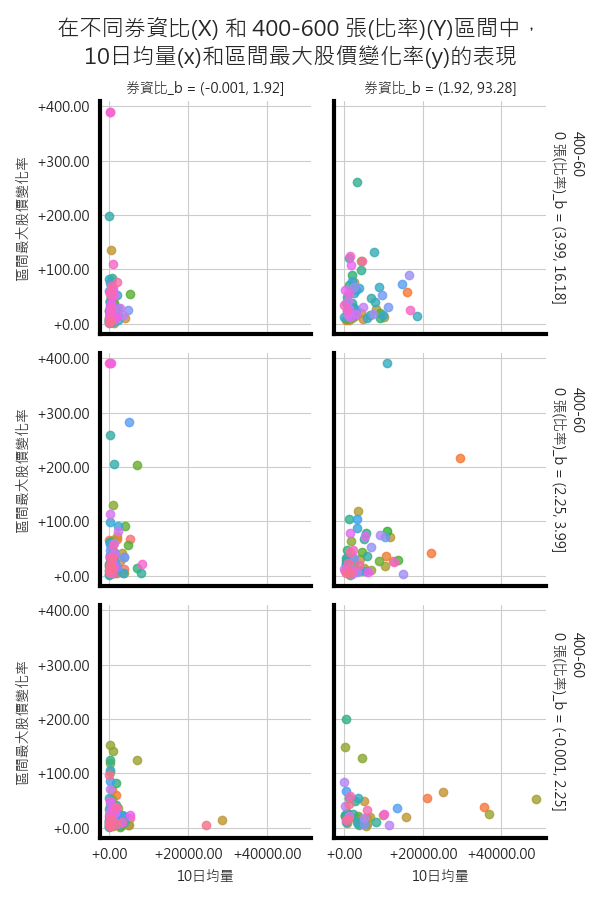 在不同券資比(X) 和 400-600 張(比率)(Y)區間中，
10日均量(x)和區間最大股價變化率(y)的表現
券資比_b = (-0.001, 1.92]
券資比_b = (1.92, 93.28]
+400.00
+300.00
+200.00
+100.00
+0.00
區間最大股價變化率
400-60
0 張(比率)_b = (3.99, 16.18]
+400.00
+300.00
+200.00
+100.00
+0.00
區間最大股價變化率
400-60
0 張(比率)_b = (2.25, 3.99]
+400.00
+300.00
+200.00
+100.00
+0.00
區間最大股價變化率
400-60
0 張(比率)_b = (-0.001, 2.25]
+0.00
+20000.00
+40000.00
+0.00
+20000.00
+40000.00
10日均量
10日均量